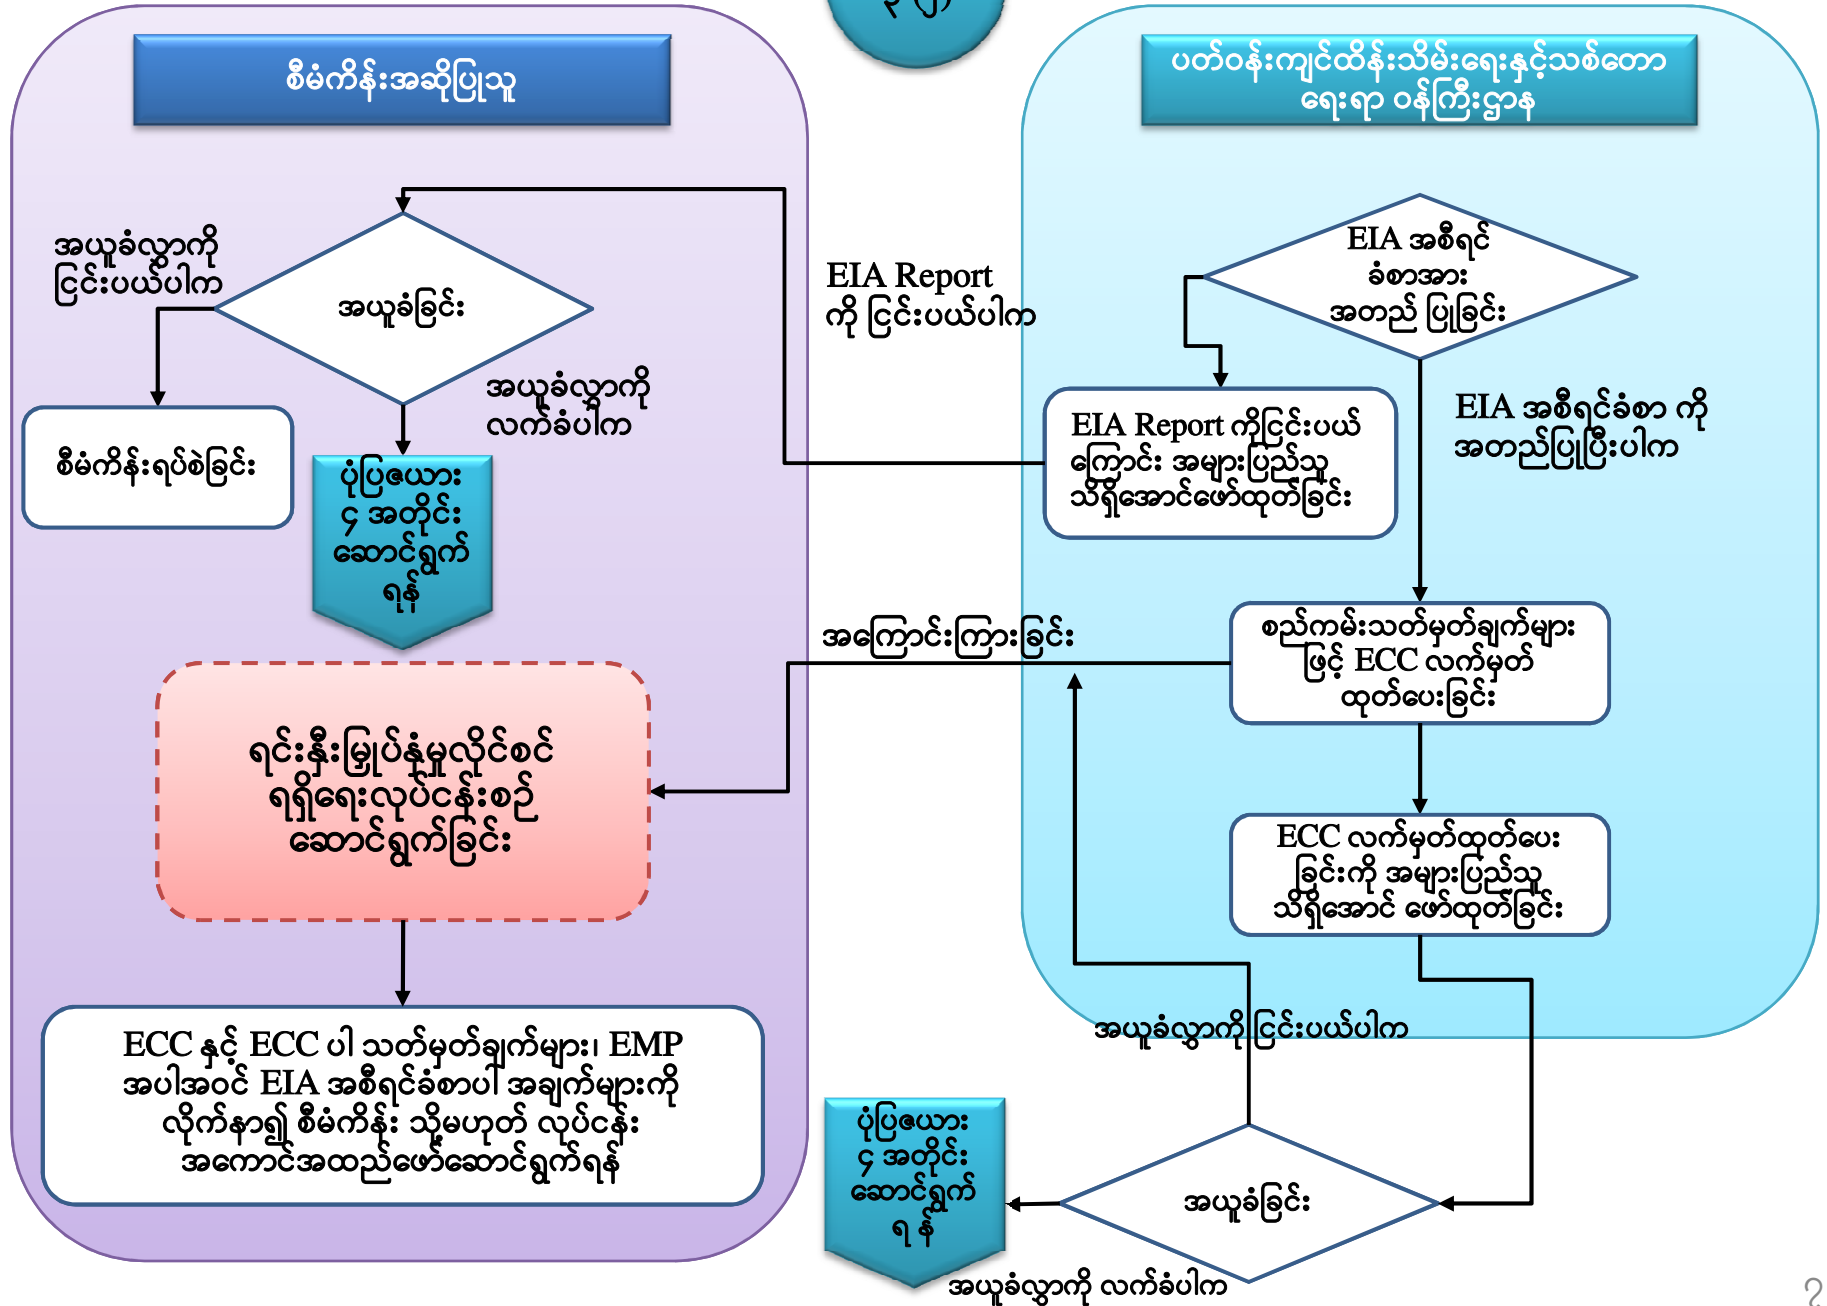 ၃ (၂)
စီမံကိန်းအဆိုပြုသူ
ပတ်ဝန်းကျင်ထိန်းသိမ်းရေးနှင့်သစ်တော
ရေးရာ ဝန်ကြီးဌာန
အယူခံလွှာကို
ငြင်းပယ်ပါက
အယူခံခြင်း
အယူခံလွှာကို
လက်ခံပါက
စီမံကိန်းရပ်စဲခြင်း
ပုံပြဇယား
၄ အတိုင်း
ဆောင်ရွက်
ရန်
EIA Report
ကို ငြင်းပယ်ပါက
EIA အစီရင်
ခံစာအား
အတည် ပြုခြင်း
EIA Report ကိုငြင်းပယ်
ကြောင်း အများပြည်သူ
သိရှိအောင်ဖော်ထုတ်ခြင်း
EIA အစီရင်ခံစာ ကို
အတည်ပြုပြီးပါက
အကြောင်းကြားခြင်း
စည်ကမ်းသတ်မှတ်ချက်များ
ဖြင့် ECC လက်မှတ်
ထုတ်ပေးခြင်း
ရင်းနှီးမြှုပ်နှံမှုလိုင်စင်
ရရှိရေးလုပ်ငန်းစဉ်
ဆောင်ရွက်ခြင်း
ECC လက်မှတ်ထုတ်ပေး
ခြင်းကို အများပြည်သူ
သိရှိအောင် ဖော်ထုတ်ခြင်း
ECC နှင့် ECC ပါ သတ်မှတ်ချက်များ၊ EMP
အပါအဝင် EIA အစီရင်ခံစာပါ အချက်များကို
လိုက်နာ၍ စီမံကိန်း သို့မဟုတ် လုပ်ငန်း
အကောင်အထည်ဖော်ဆောင်ရွက်ရန်
အယူခံလွှာကို ငြင်းပယ်ပါက
ပုံပြဇယား
၄ အတိုင်း
ဆောင်ရွက်
ရ န်
အယူခံခြင်း
အယူခံလွှာကို လက်ခံပါက